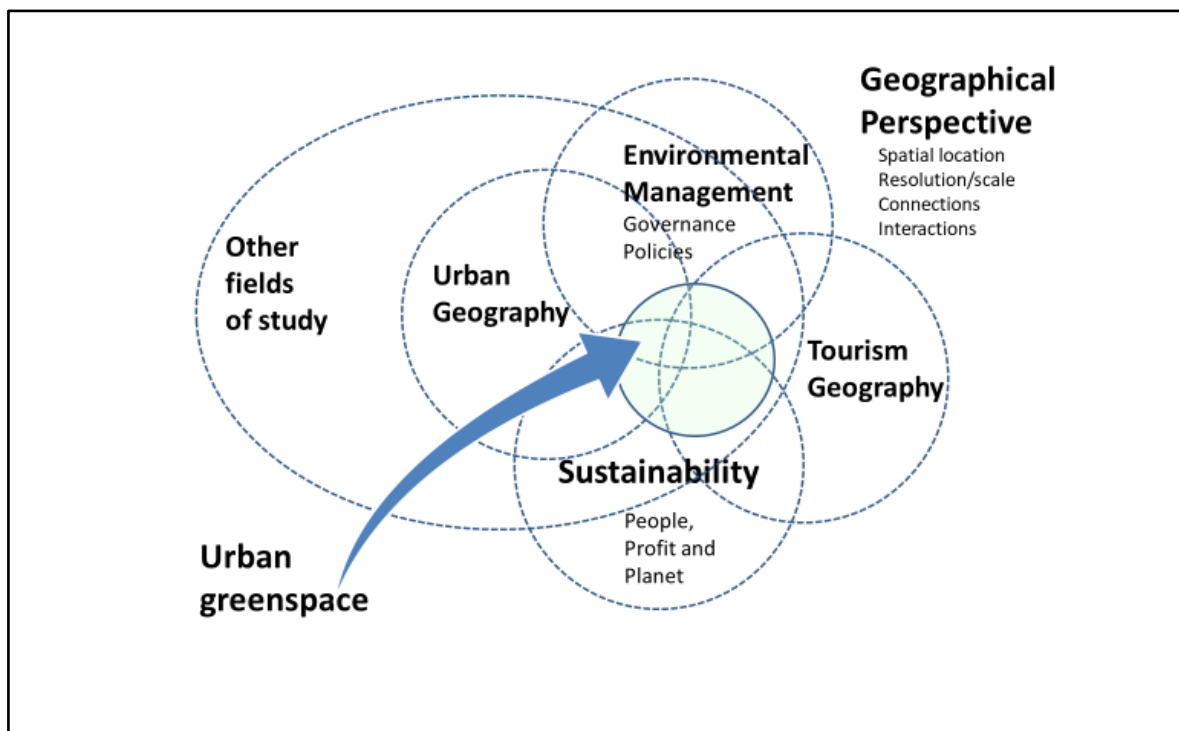 Geographical
Perspective
Spatial location
Resolution/scale
Connections
Interactions
Environmental
Management
Governance
Policies
Other
fields
of study
Urban
Geography
Tourism
Geography
Sustainability
People,
Profit and
Planet
Urban
greenspace